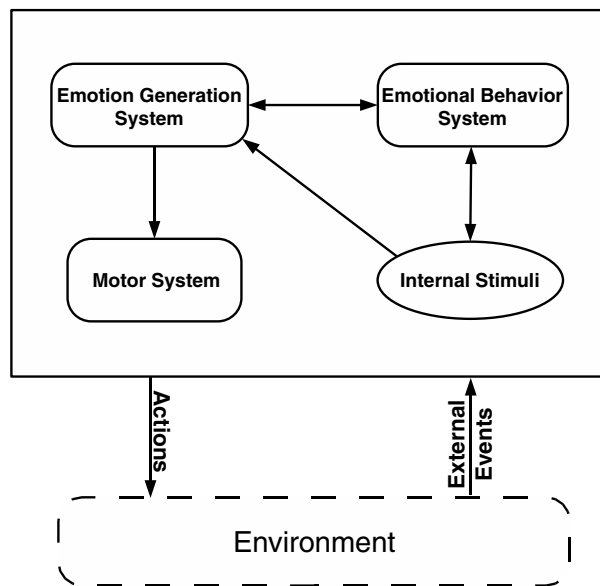 Emotion Generation
System
Emotional Behavior
System
Motor System
Internal Stimuli
Actions
External
Events
Environment